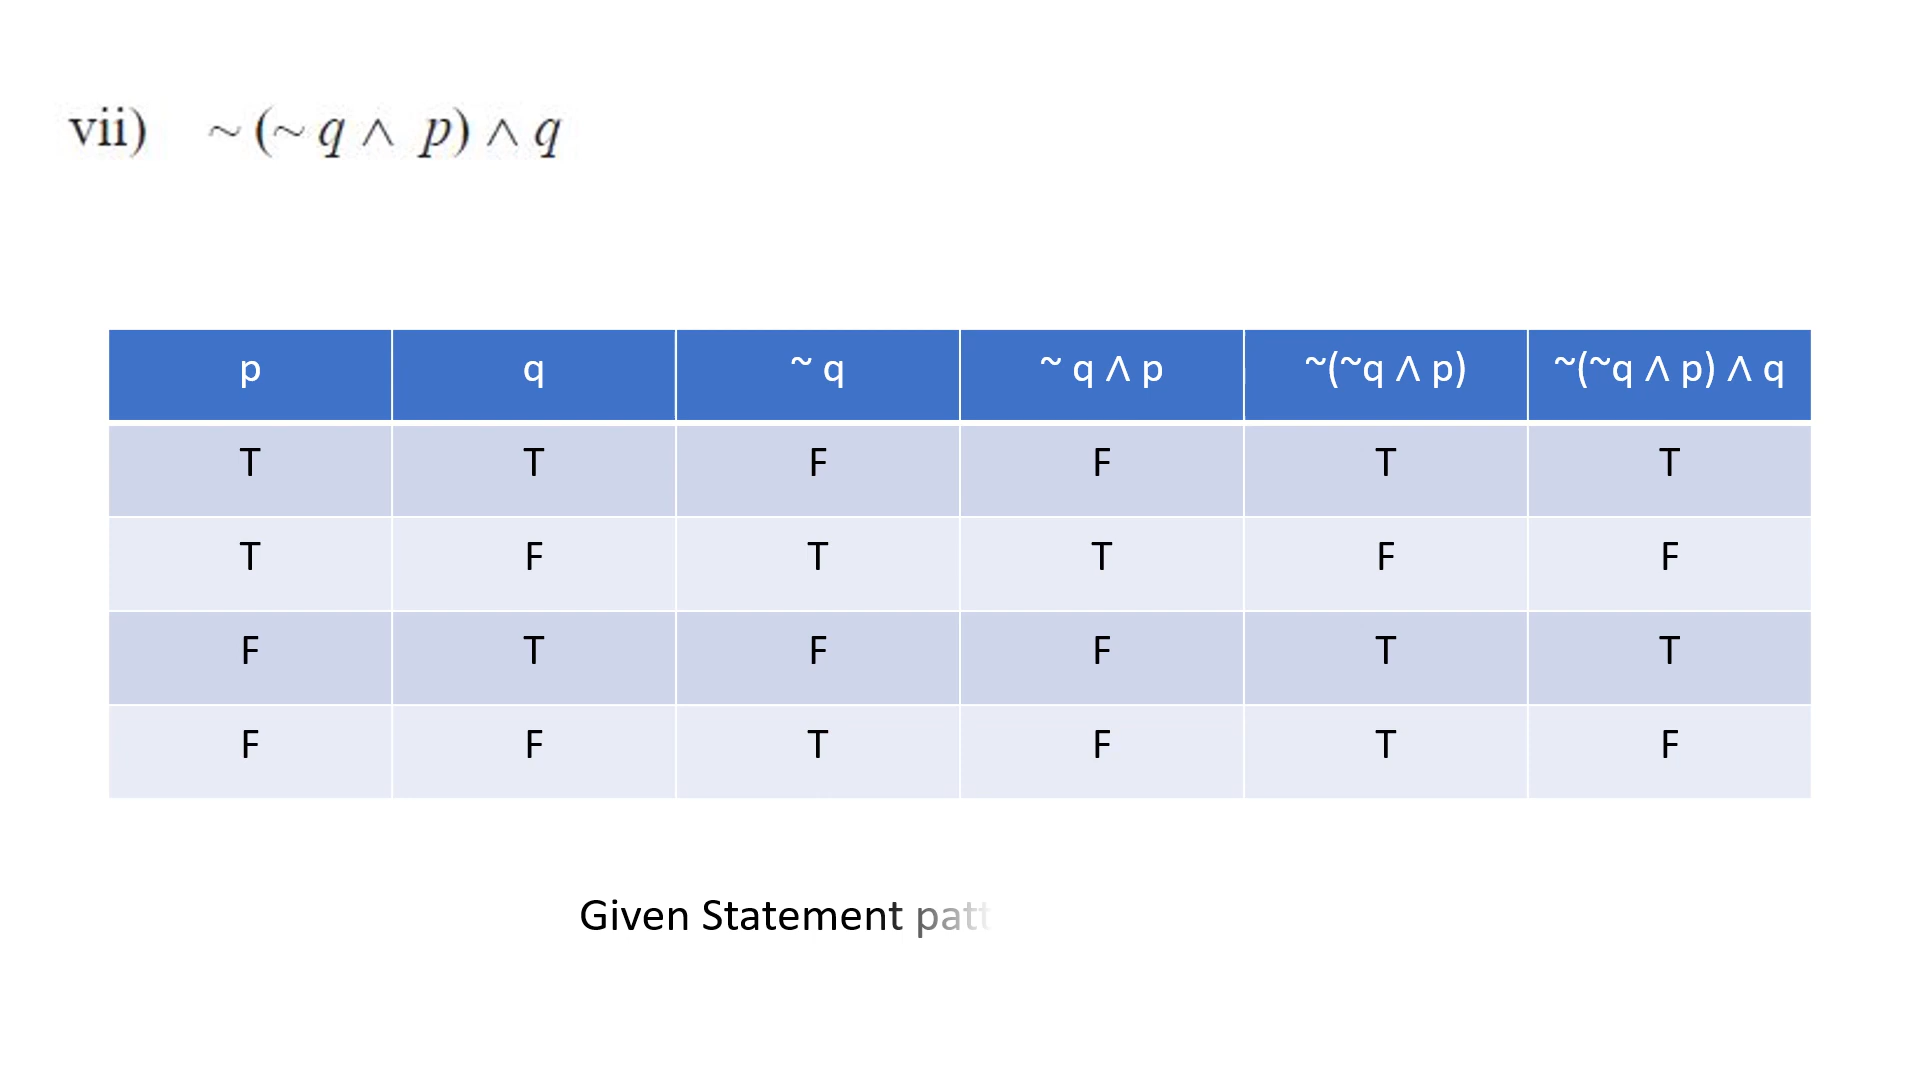 vii) ~ (~ q ∧ p) ∧ q
p q ~ q ~ q ∧ p ~(~q ∧ p) ~(~q ∧ p) ∧ q
T T F F T T
T F T T F F
F T F F T T
F F T F T F
Given Statement patt